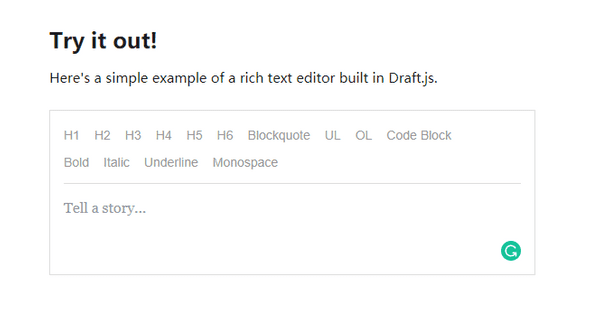 Try it out!
Here's a simple example of a rich text editor built in Draft.js.
H1 H2 H3 H4 H5 H6 Blockquote UL OL Code Block
Bold Italic Underline Monospace
Tell a story...